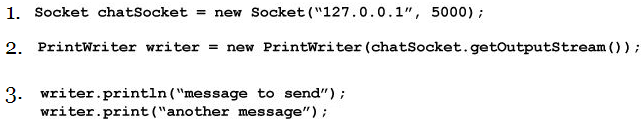 1. Socket chatSocket = new Socket("127.0.0.1", 5000);
2. PrintWriter writer = new PrintWriter(chatSocket.getOutputStream());
3. writer.println("message to send");
writer.print("another message");